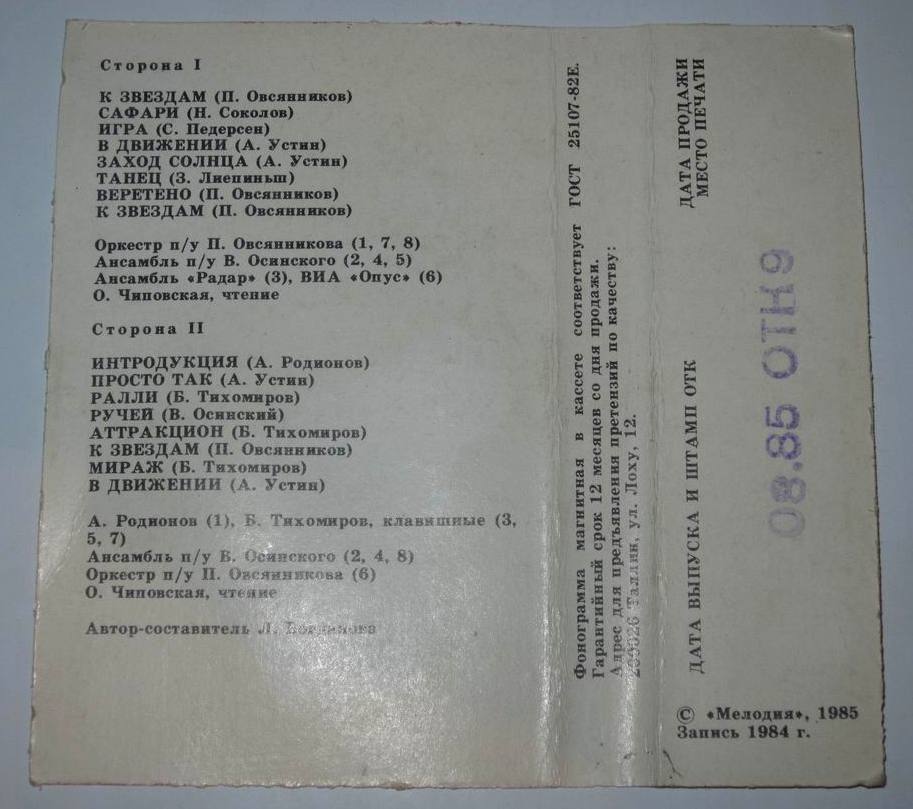 Сторона I
К ЗВЕЗДАМ (П. Овсянников)
САФАРИ (Н. Соколов)
ИГРА (С. Педерсен)
В ДВИЖЕНИИ (А. Устин)
ЗАХОД СОЛНЦА (А. Устин)
ТАНЕЦ (З. Лиепиньш)
ВЕРЕТЕНО (П. Овсянников)
К ЗВЕЗДАМ (П. Овсянников)
Оркестр п/у П. Овсянникова (1, 7, 8)
Ансамбль п/у В. Осинского (2, 4, 5)
Ансамбль «Радар» (3), ВИА «Опус» (6)
О. Чиповская, чтение
Сторона II
ИНТРОДУКЦИЯ (А. Родионов)
ПРОСТО ТАК (А. Устин)
РАЛЛИ (Б. Тихомиров)
РУЧЕЙ (В. Осинский)
АТТРАКЦИОН (Б. Тихомиров)
К ЗВЕЗДАМ (П. Овсянников)
МИРАЖ (Б. Тихомиров)
В ДВИЖЕНИИ (А. Устин)
А. Родионов (1), Б. Тихомиров, клавишные (3,
5, 7)
Ансамбль п/у В. Осинского (2, 4, 8)
Оркестр п/у П. Овсянникова (6)
О. Чиповская, чтение
Автор-составитель Л.
Фонограмма магнитная в кассете соответствует ГОСТ 25107-82Е.
Гарантийный срок 12 месяцев со дня продажи.
Адрес для предъявления претензий по качеству:
200026 Таллин, ул. Лоху, 12.
ДАТА ВЫПУСКА И ШТАМП ОТК
ДАТА ПРОДАЖИ
МЕСТО ПЕЧАТИ
08.85 ОТН9
© «Мелодия», 1985
Запись 1984 г.